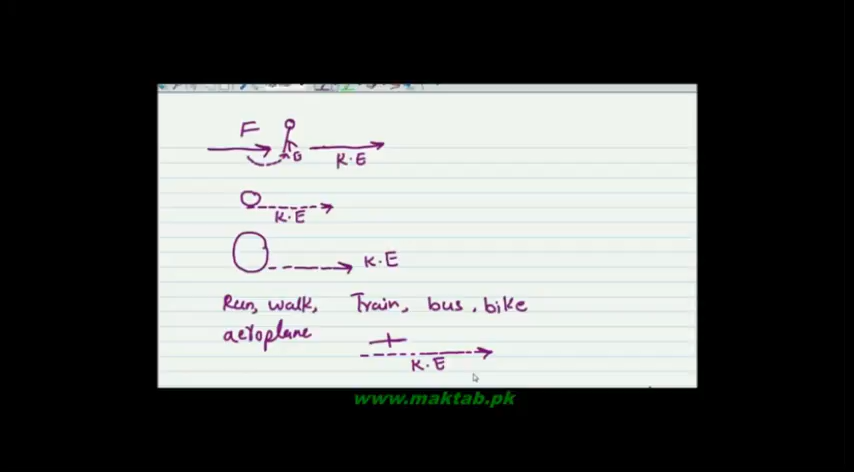 F
K.E
K.E
K.E
Run, walk, Train, bus, bike
aeroplane
K.E
www.maktab.pk